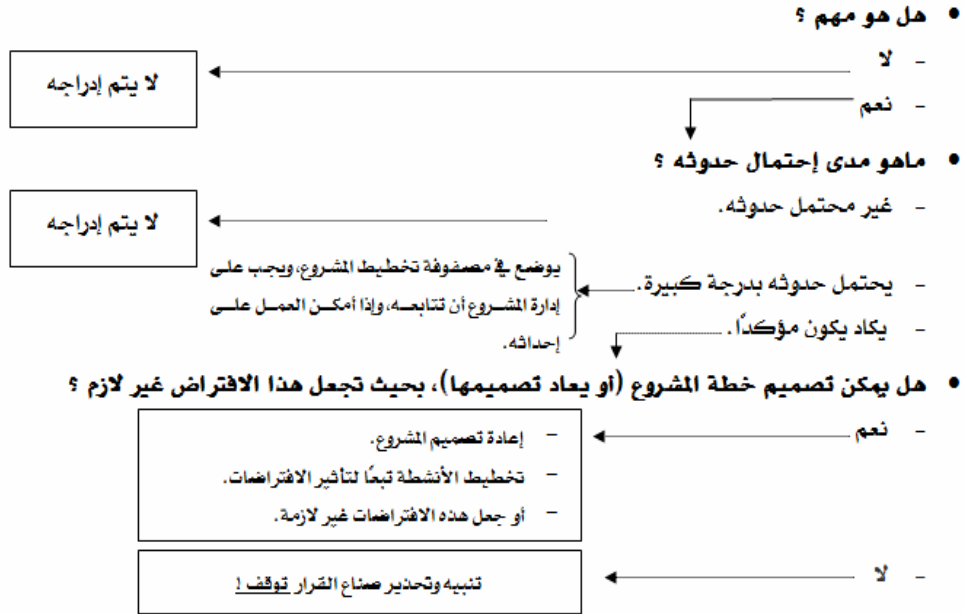 • هل هو مهم ؟
- لا
لا يتم إدراجه
- نعم
• ماهو مدى إحتمال حدوثه ؟
- غير محتمل حدوثه.
لا يتم إدراجه
- يحتمل حدوثه بدرجة كبيرة.
يوضع في مصفوفة تخطيط المشروع، ويجب على
إدارة المشروع أن تتابعه، وإذا أمكن العمل على
إحداثه.
- يكاد يكون مؤكدًا.
• هل يمكن تصميم خطة المشروع (أو يعاد تصميمها)، بحيث تجعل هذا الافتراض غير لازم ؟
- نعم
- إعادة تصميم المشروع.
- تخطيط الأنشطة تبعًا لتأثير الافتراضات.
- أو جعل هذه الافتراضات غير لازمة.
- لا
تنبيه وتحذير صناع القرار توقف !